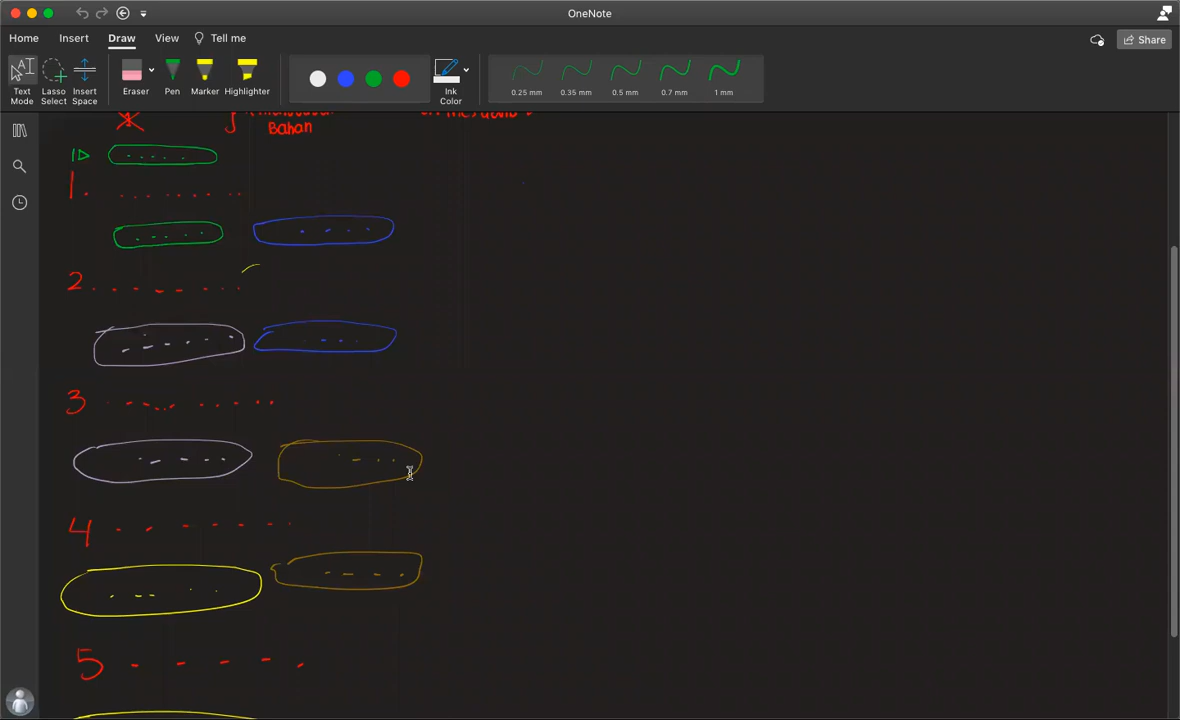 OneNote
Home Insert Draw View Tell me
Share
Text Mode
Lasso Select
Insert Space
Eraser
Pen
Marker
Highlighter
Ink Color
0.25 mm
0.35 mm
0.5 mm
0.7 mm
1 mm
Bahan
1
1.
2.
3
4
5